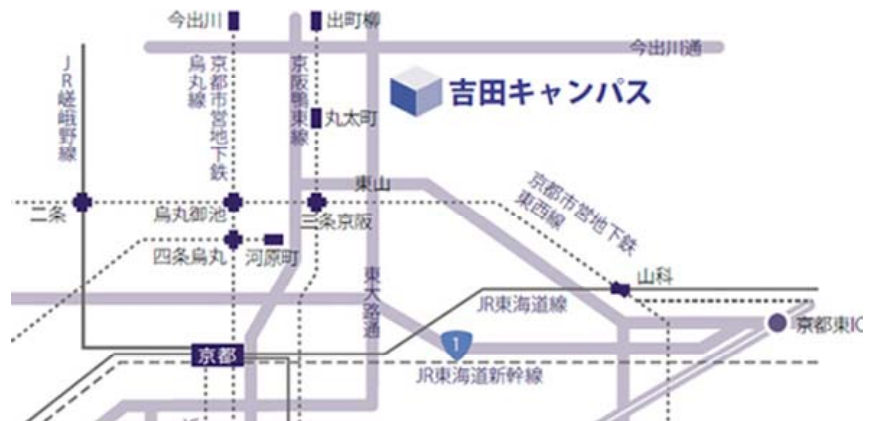 今出川
出町柳
今出川通
JR嵯峨野線
京都市営地下鉄
烏丸線
京阪鴨東線
吉田キャンパス
丸太町
東山
京都市営地下鉄
東西線
二条
烏丸御池
三条京阪
四条烏丸
河原町
東大路通
山科
JR東海道線
京都東IC
1
京都
JR東海道新幹線